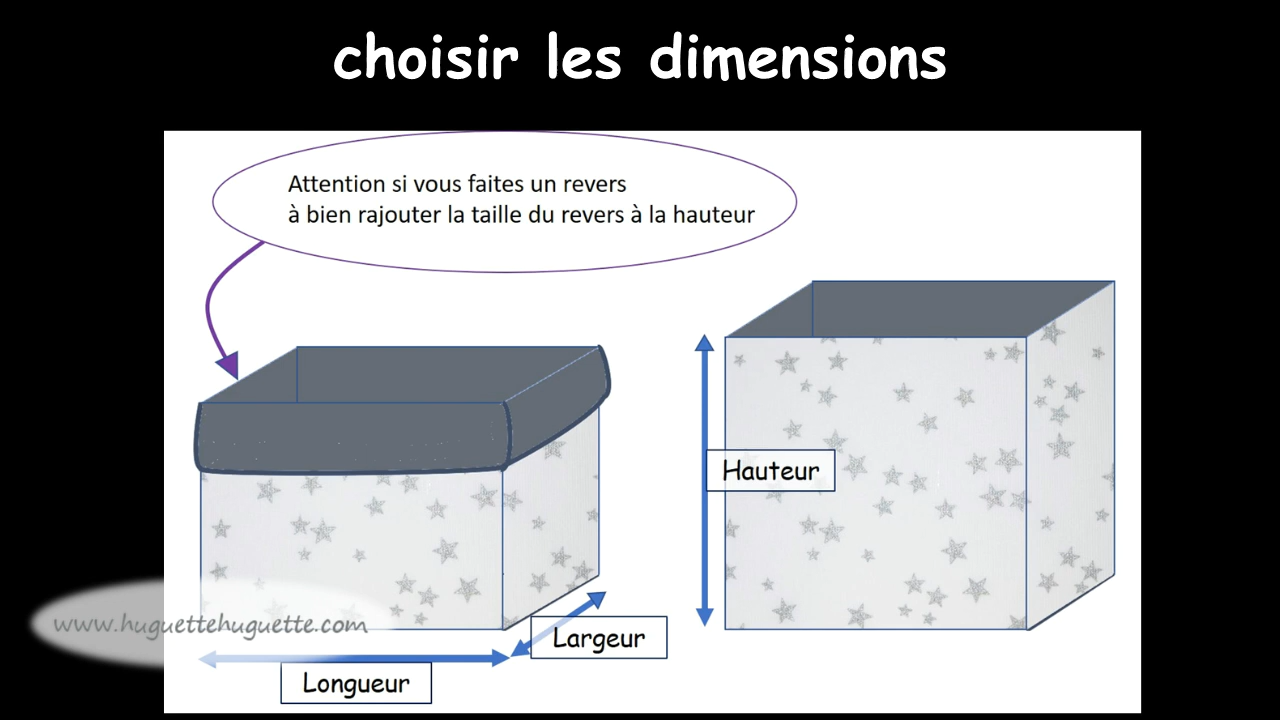 choisir les dimensions
Attention si vous faites un revers
à bien rajouter la taille du revers à la hauteur
Hauteur
www.huguettehuguette.com
Largeur
Longueur